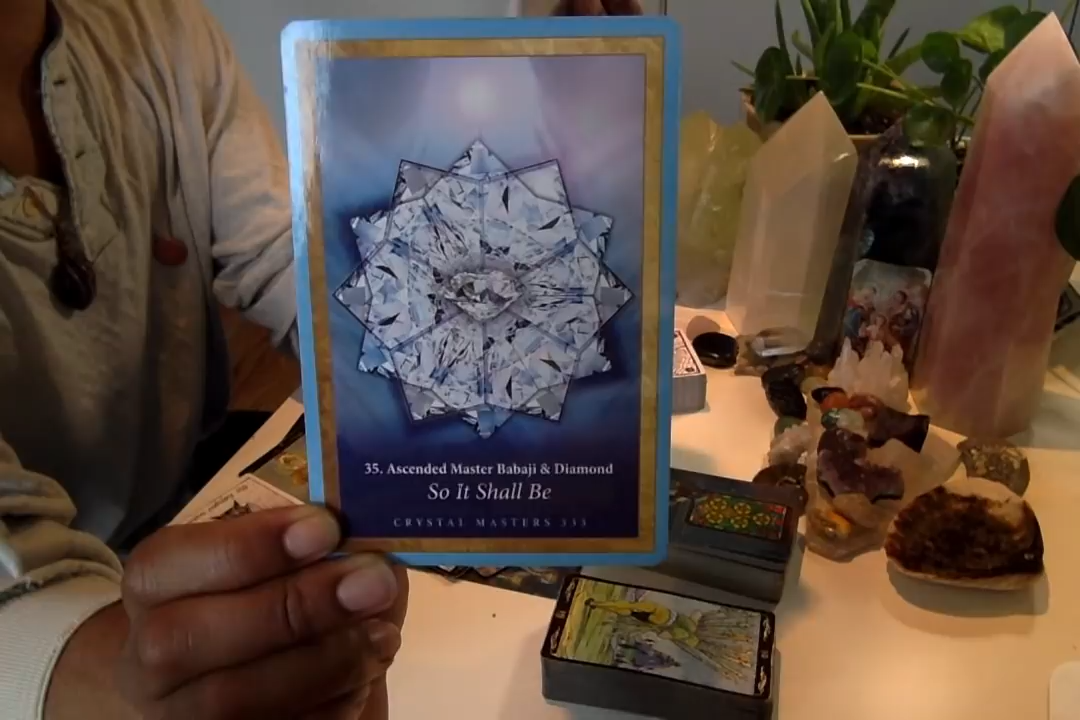 35. Ascended Master Babaji & Diamond
So It Shall Be
CRYSTAL MASTERS 333